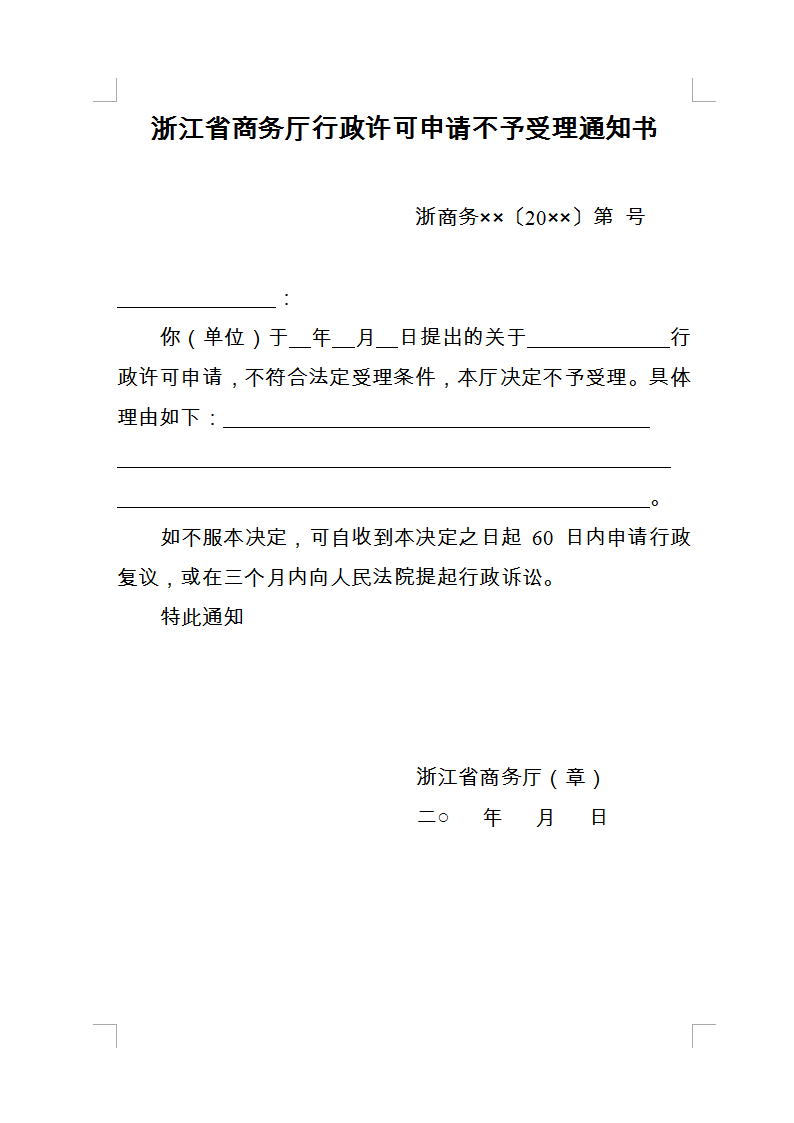 浙江省商务厅行政许可申请不予受理通知书
浙商务××〔20××〕第 号
_______________：
你（单位）于__年__月__日提出的关于_____________行
政许可申请，不符合法定受理条件，本厅决定不予受理。具体
理由如下：________________________________________
____________________________________________________
__________________________________________________。
如不服本决定，可自收到本决定之日起 60 日内申请行政
复议，或在三个月内向人民法院提起行政诉讼。
特此通知
浙江省商务厅（章）
二○ 年 月 日